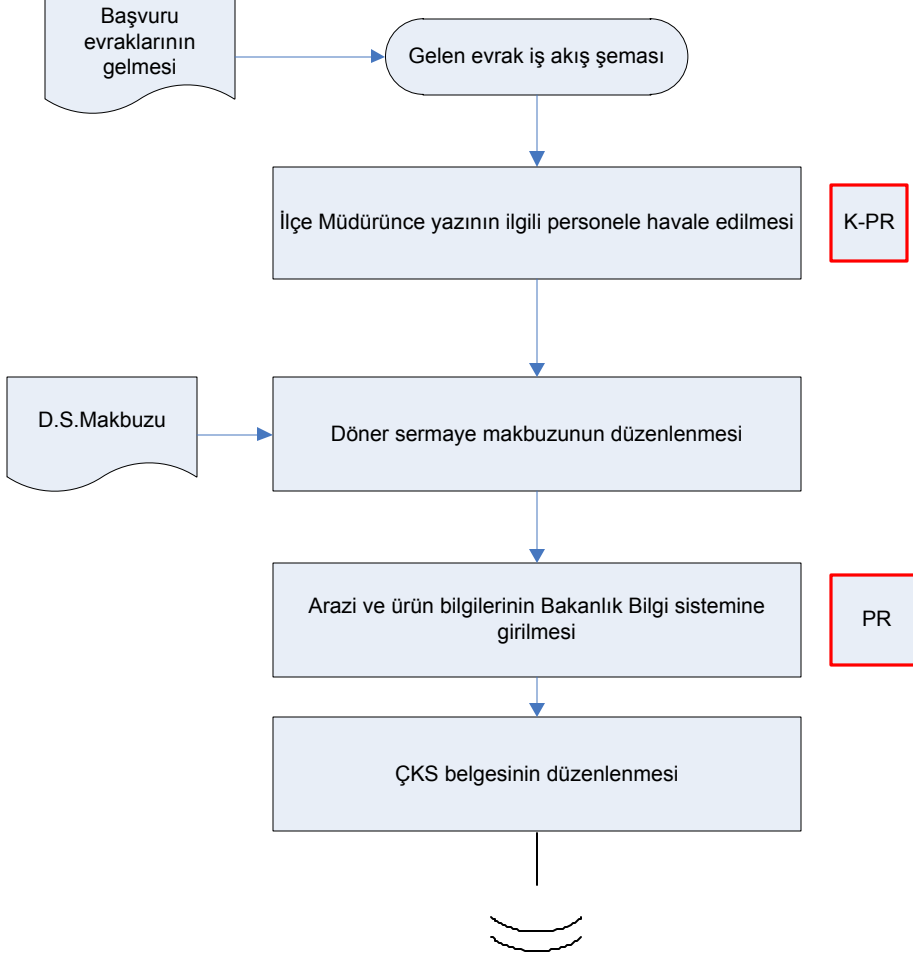 Başvuru
evraklarının
gelmesi
Gelen evrak iş akış şeması
İlçe Müdürünce yazının ilgili personele havale edilmesi
K-PR
D.S.Makbuzu
Döner sermaye makbuzunun düzenlenmesi
Arazi ve ürün bilgilerinin Bakanlık Bilgi sistemine
girilmesi
PR
ÇKS belgesinin düzenlenmesi